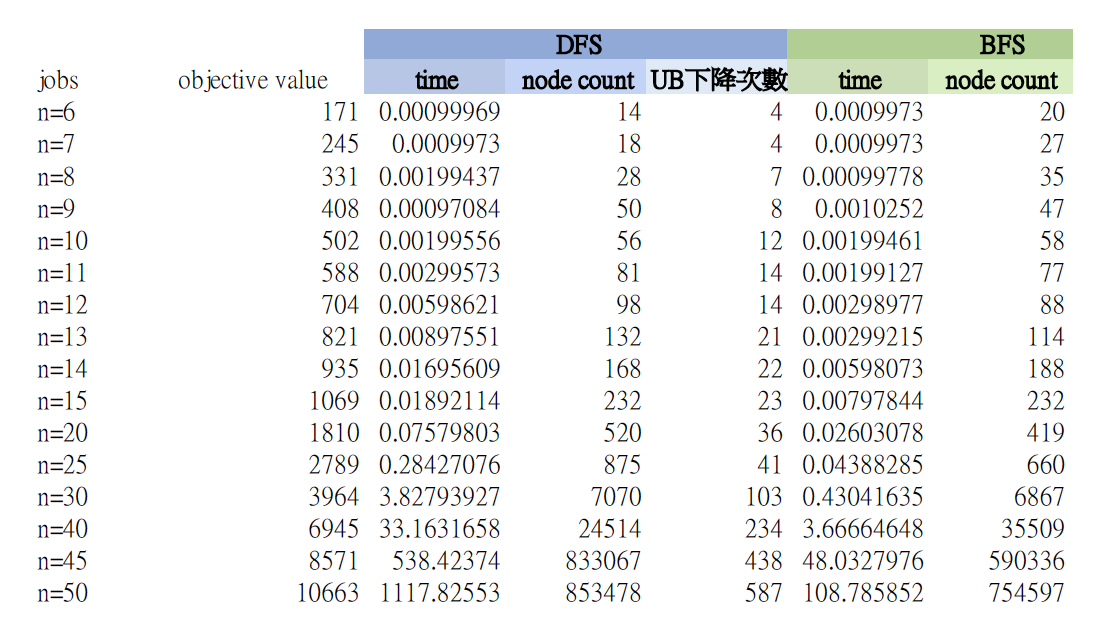 DFS BFS
jobs objective value time node count UB下降次數 time node count
n=6 171 0.00099969 14 4 0.0009973 20
n=7 245 0.0009973 18 4 0.0009973 27
n=8 331 0.00199437 28 7 0.00099778 35
n=9 408 0.00097084 50 8 0.0010252 47
n=10 502 0.00199556 56 12 0.00199461 58
n=11 588 0.00299573 81 14 0.00199127 77
n=12 704 0.00598621 98 14 0.00298977 88
n=13 821 0.00897551 132 21 0.00299215 114
n=14 935 0.01695609 168 22 0.00598073 188
n=15 1069 0.01892114 232 23 0.00797844 232
n=20 1810 0.07579803 520 36 0.02603078 419
n=25 2789 0.28427076 875 41 0.04388285 660
n=30 3964 3.82793927 7070 103 0.43041635 6867
n=40 6945 33.1631658 24514 234 3.66664648 35509
n=45 8571 538.42374 833067 438 48.0327976 590336
n=50 10663 1117.82553 853478 587 108.785852 754597